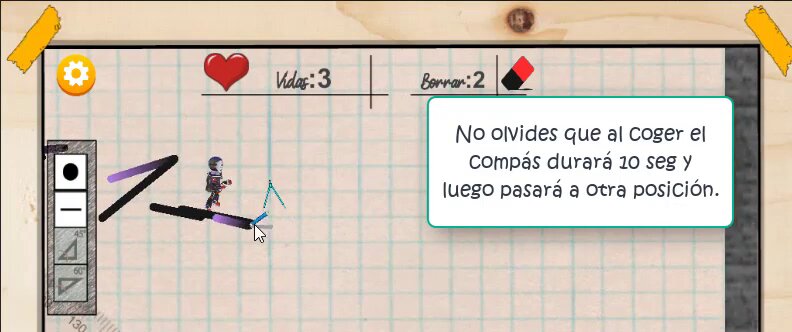 Vidas:3
Borrar:2
No olvides que al coger el
compás durará 10 seg y
luego pasará a otra posición.
45°
60°
130